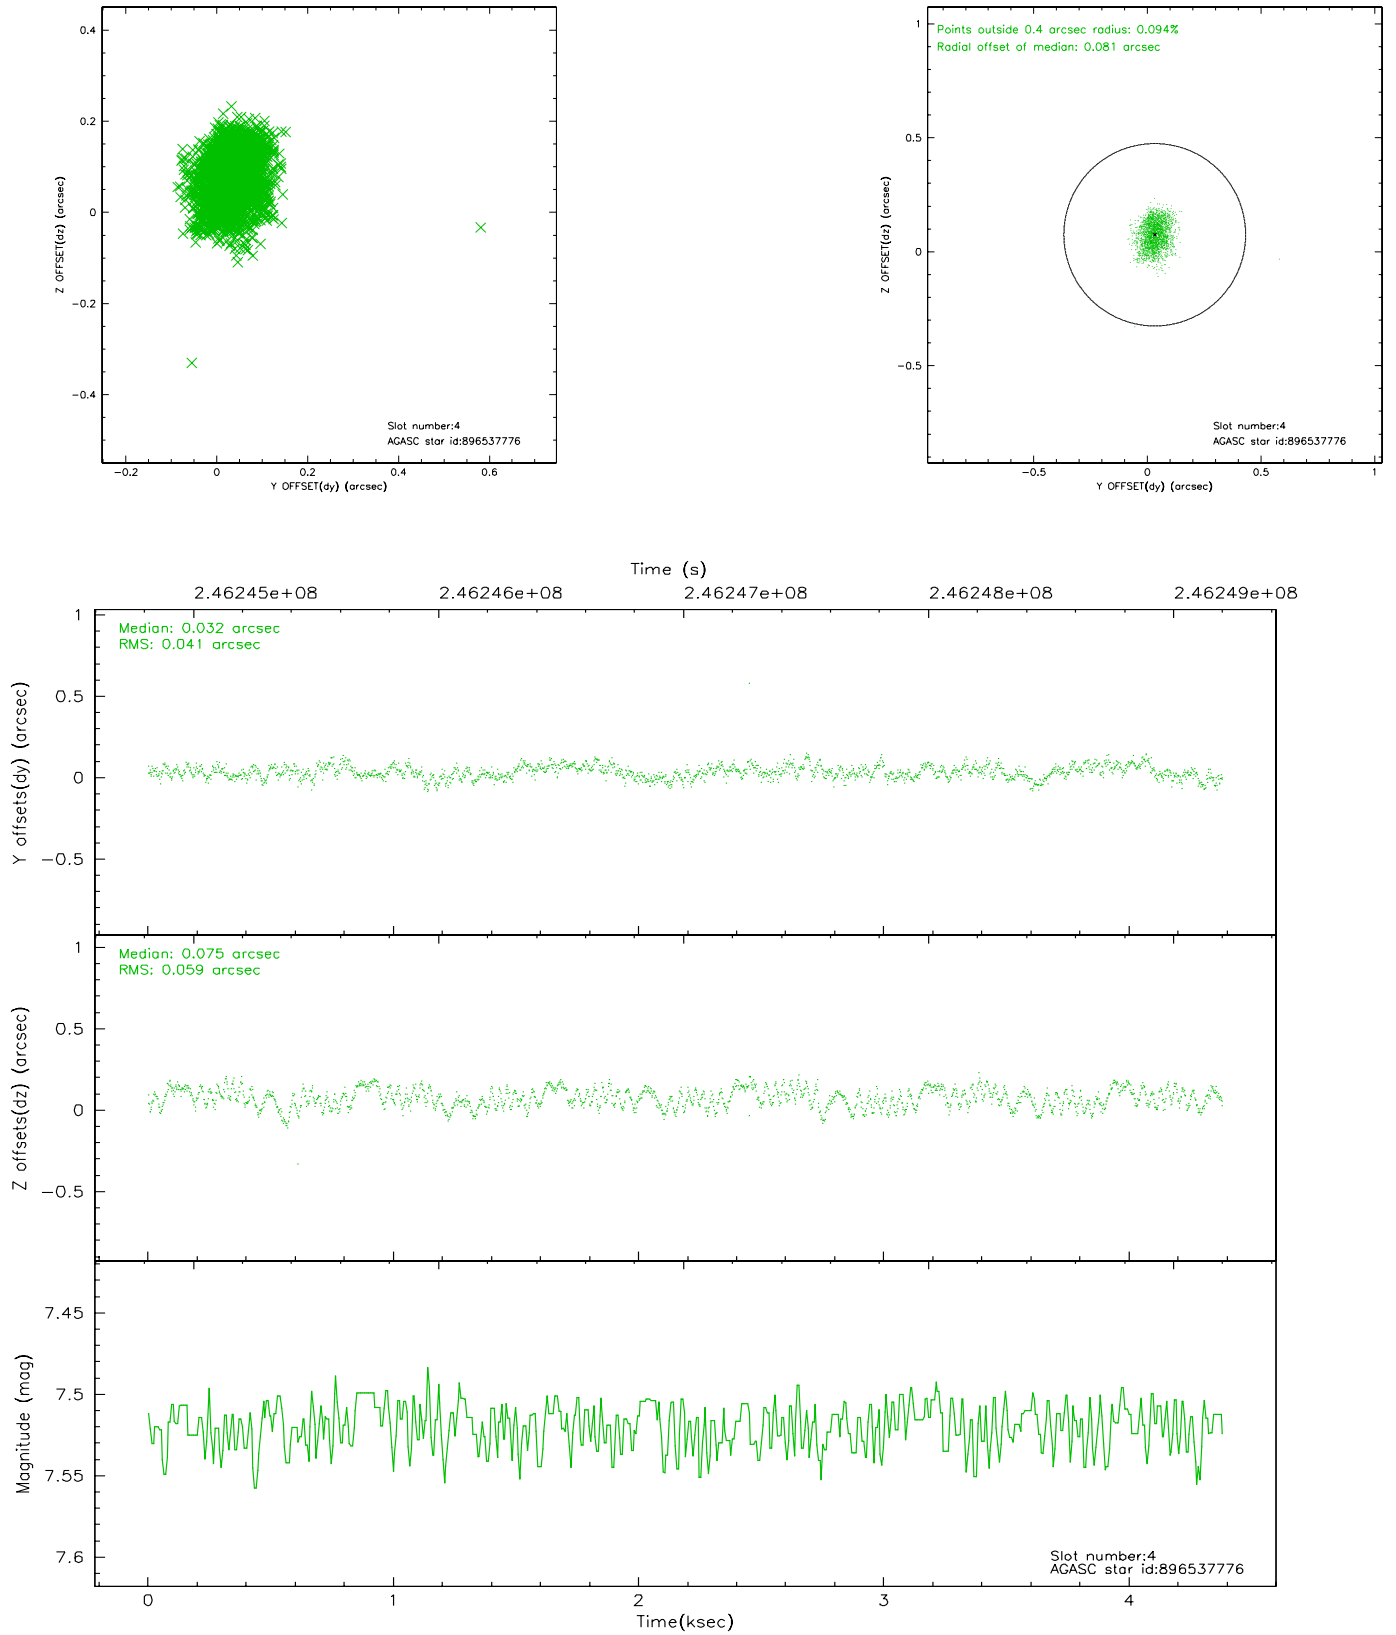 0.4
0.2
0
−0.2
−0.4
Z OFFSET(dz) (arcsec)
Slot number:4
AGASC star id:896537776
−0.2
0
0.2
0.4
0.6
Y OFFSET(dy) (arcsec)
Points outside 0.4 arcsec radius: 0.094%
Radial offset of median: 0.081 arcsec
1
0.5
0
−0.5
Z OFFSET(dz) (arcsec)
Slot number:4
AGASC star id:896537776
−0.5
0
0.5
1
Y OFFSET(dy) (arcsec)
Time (s)
2.46245e+08
2.46246e+08
2.46247e+08
2.46248e+08
2.46249e+08
Median: 0.032 arcsec
RMS: 0.041 arcsec
1
0.5
0
−0.5
Y offsets(dy) (arcsec)
Median: 0.075 arcsec
RMS: 0.059 arcsec
1
0.5
0
−0.5
Z offsets(dz) (arcsec)
7.45
7.5
7.55
7.6
Magnitude (mag)
Slot number:4
AGASC star id:896537776
0
1
2
3
4
Time(ksec)